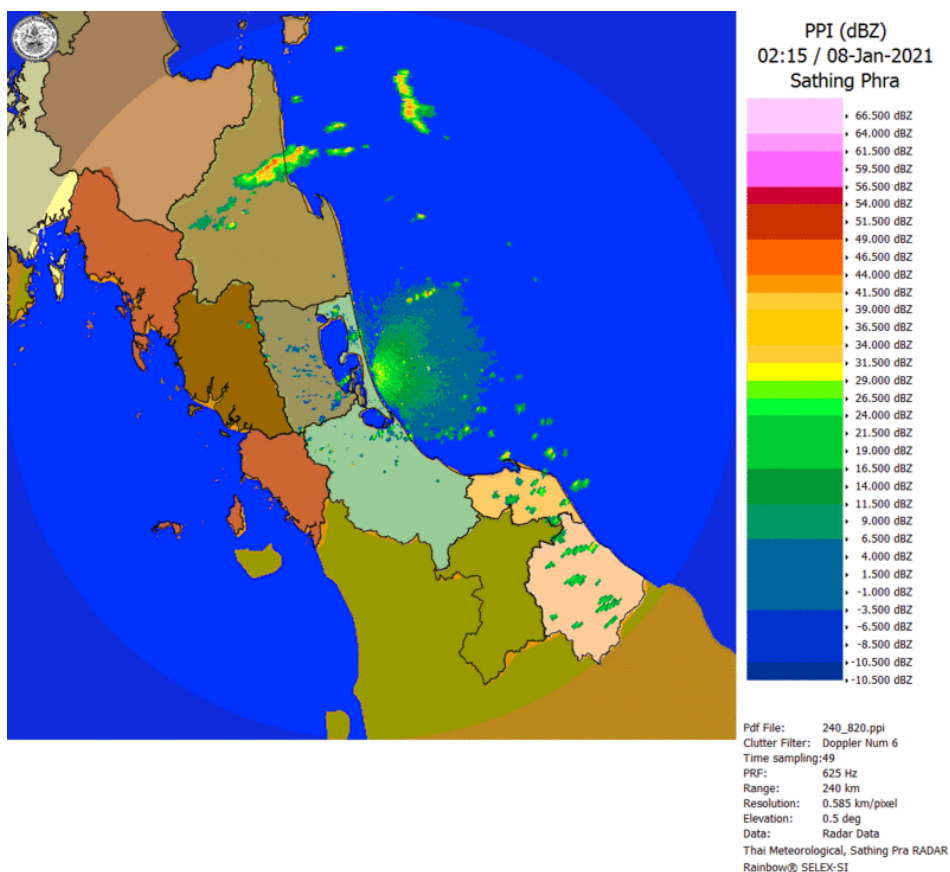 PPI (dBZ)
02:15 / 08-Jan-2021
Sathing Phra
66.500 dBZ
64.000 dBZ
61.500 dBZ
59.500 dBZ
56.500 dBZ
54.000 dBZ
51.500 dBZ
49.000 dBZ
46.500 dBZ
44.000 dBZ
41.500 dBZ
39.000 dBZ
36.500 dBZ
34.000 dBZ
31.500 dBZ
29.000 dBZ
26.500 dBZ
24.000 dBZ
21.500 dBZ
19.000 dBZ
16.500 dBZ
14.000 dBZ
11.500 dBZ
9.000 dBZ
6.500 dBZ
4.000 dBZ
1.500 dBZ
-1.000 dBZ
-3.500 dBZ
-6.500 dBZ
-8.500 dBZ
-10.500 dBZ
-10.500 dBZ
Pdf File: 240_820.ppi
Clutter Filter: Doppler Num 6
Time sampling:49
PRF: 625 Hz
Range: 240 km
Resolution: 0.585 km/pixel
Elevation: 0.5 deg
Data: Radar Data
Thai Meteorological, Sathing Pra RADAR
Rainbow® SELEX-SI